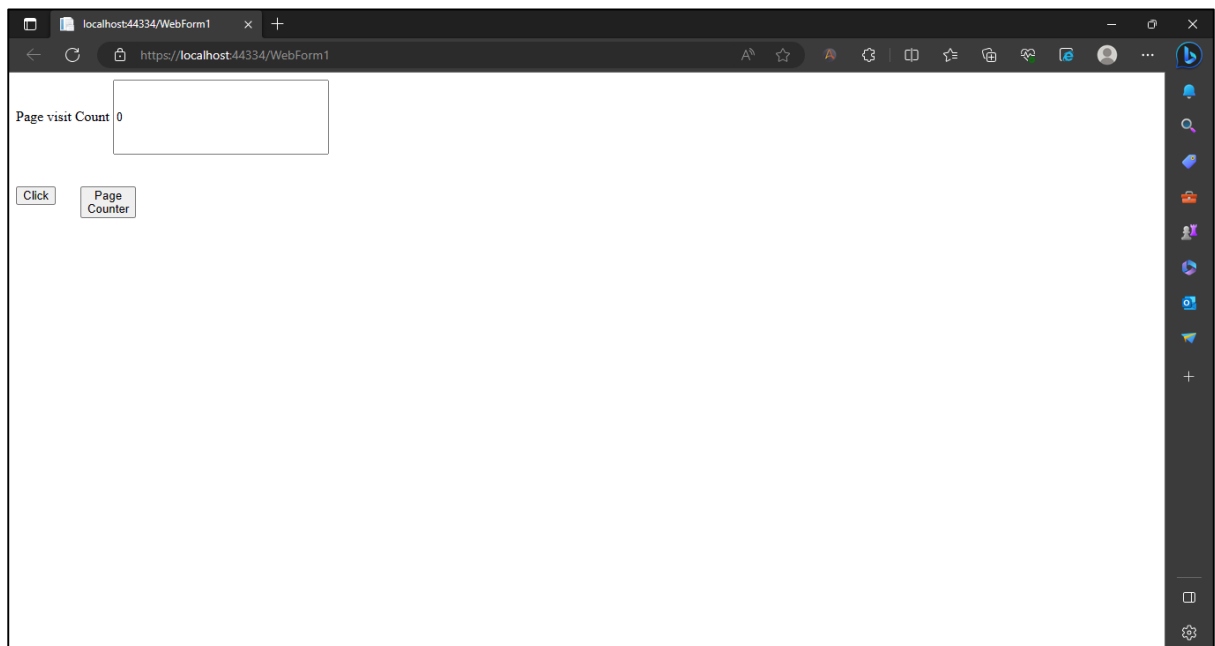 localhost:44334/WebForm1
https://localhost:44334/WebForm1
Page visit Count 0
Click
Page
Counter